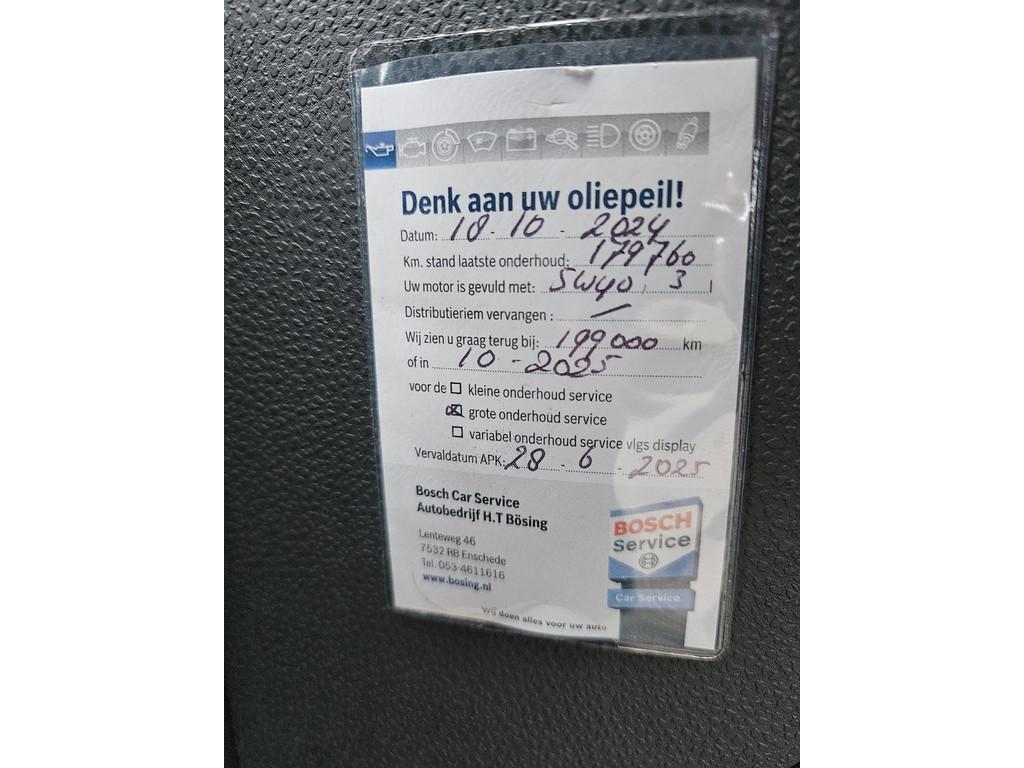 Denk aan uw oliepeil!
Datum: 18 - 10 - 2024
Km. stand laatste onderhoud: 179760
Uw motor is gevuld met: 5W40, 3 l
Distributieriem vervangen : /
Wij zien u graag terug bij: 199000 km
of in 10 - 2025
voor de kleine onderhoud service
grote onderhoud service
variabel onderhoud service vlgs display
Vervaldatum APK: 28 - 6 - 2025
Bosch Car Service
Autobedrijf H.T Bösing
Lenteweg 46
7532 RB Enschede
Tel. 053-4611616
www.bosing.nl
Wij doen alles voor uw auto
BOSCH
Service
Car Service